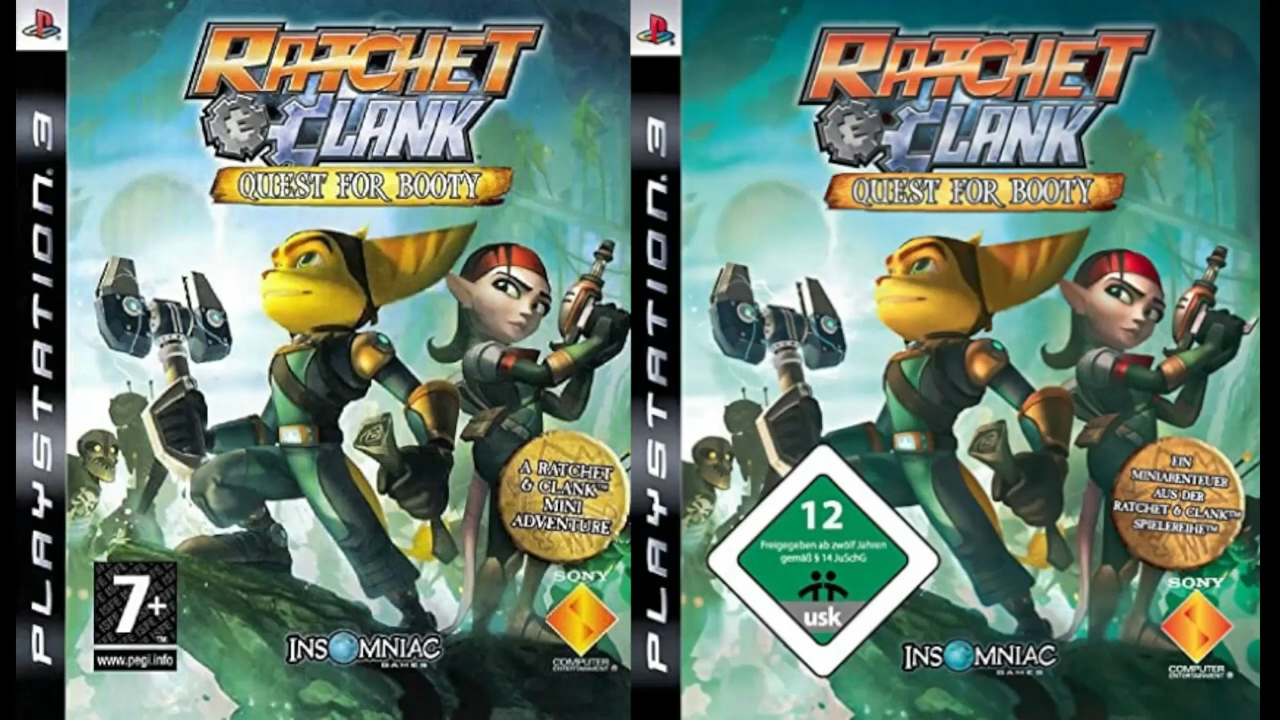 PLAYSTATION 3
RATCHET
& CLANK
QUEST FOR BOOTY
A RATCHET
& CLANK™
MINI
ADVENTURE
7+
™
www.pegi.info
INSOMNIAC
GAMES
SONY
COMPUTER
ENTERTAINMENT®
PLAYSTATION 3
RATCHET
& CLANK
QUEST FOR BOOTY
EIN
MINIABENTEUER
AUS DER
RATCHET & CLANK™
SPIELEREIHE™
12
Freigegeben ab zwölf Jahren
gemäß § 14 JuSchG
usk
INSOMNIAC
GAMES
SONY
COMPUTER
ENTERTAINMENT®